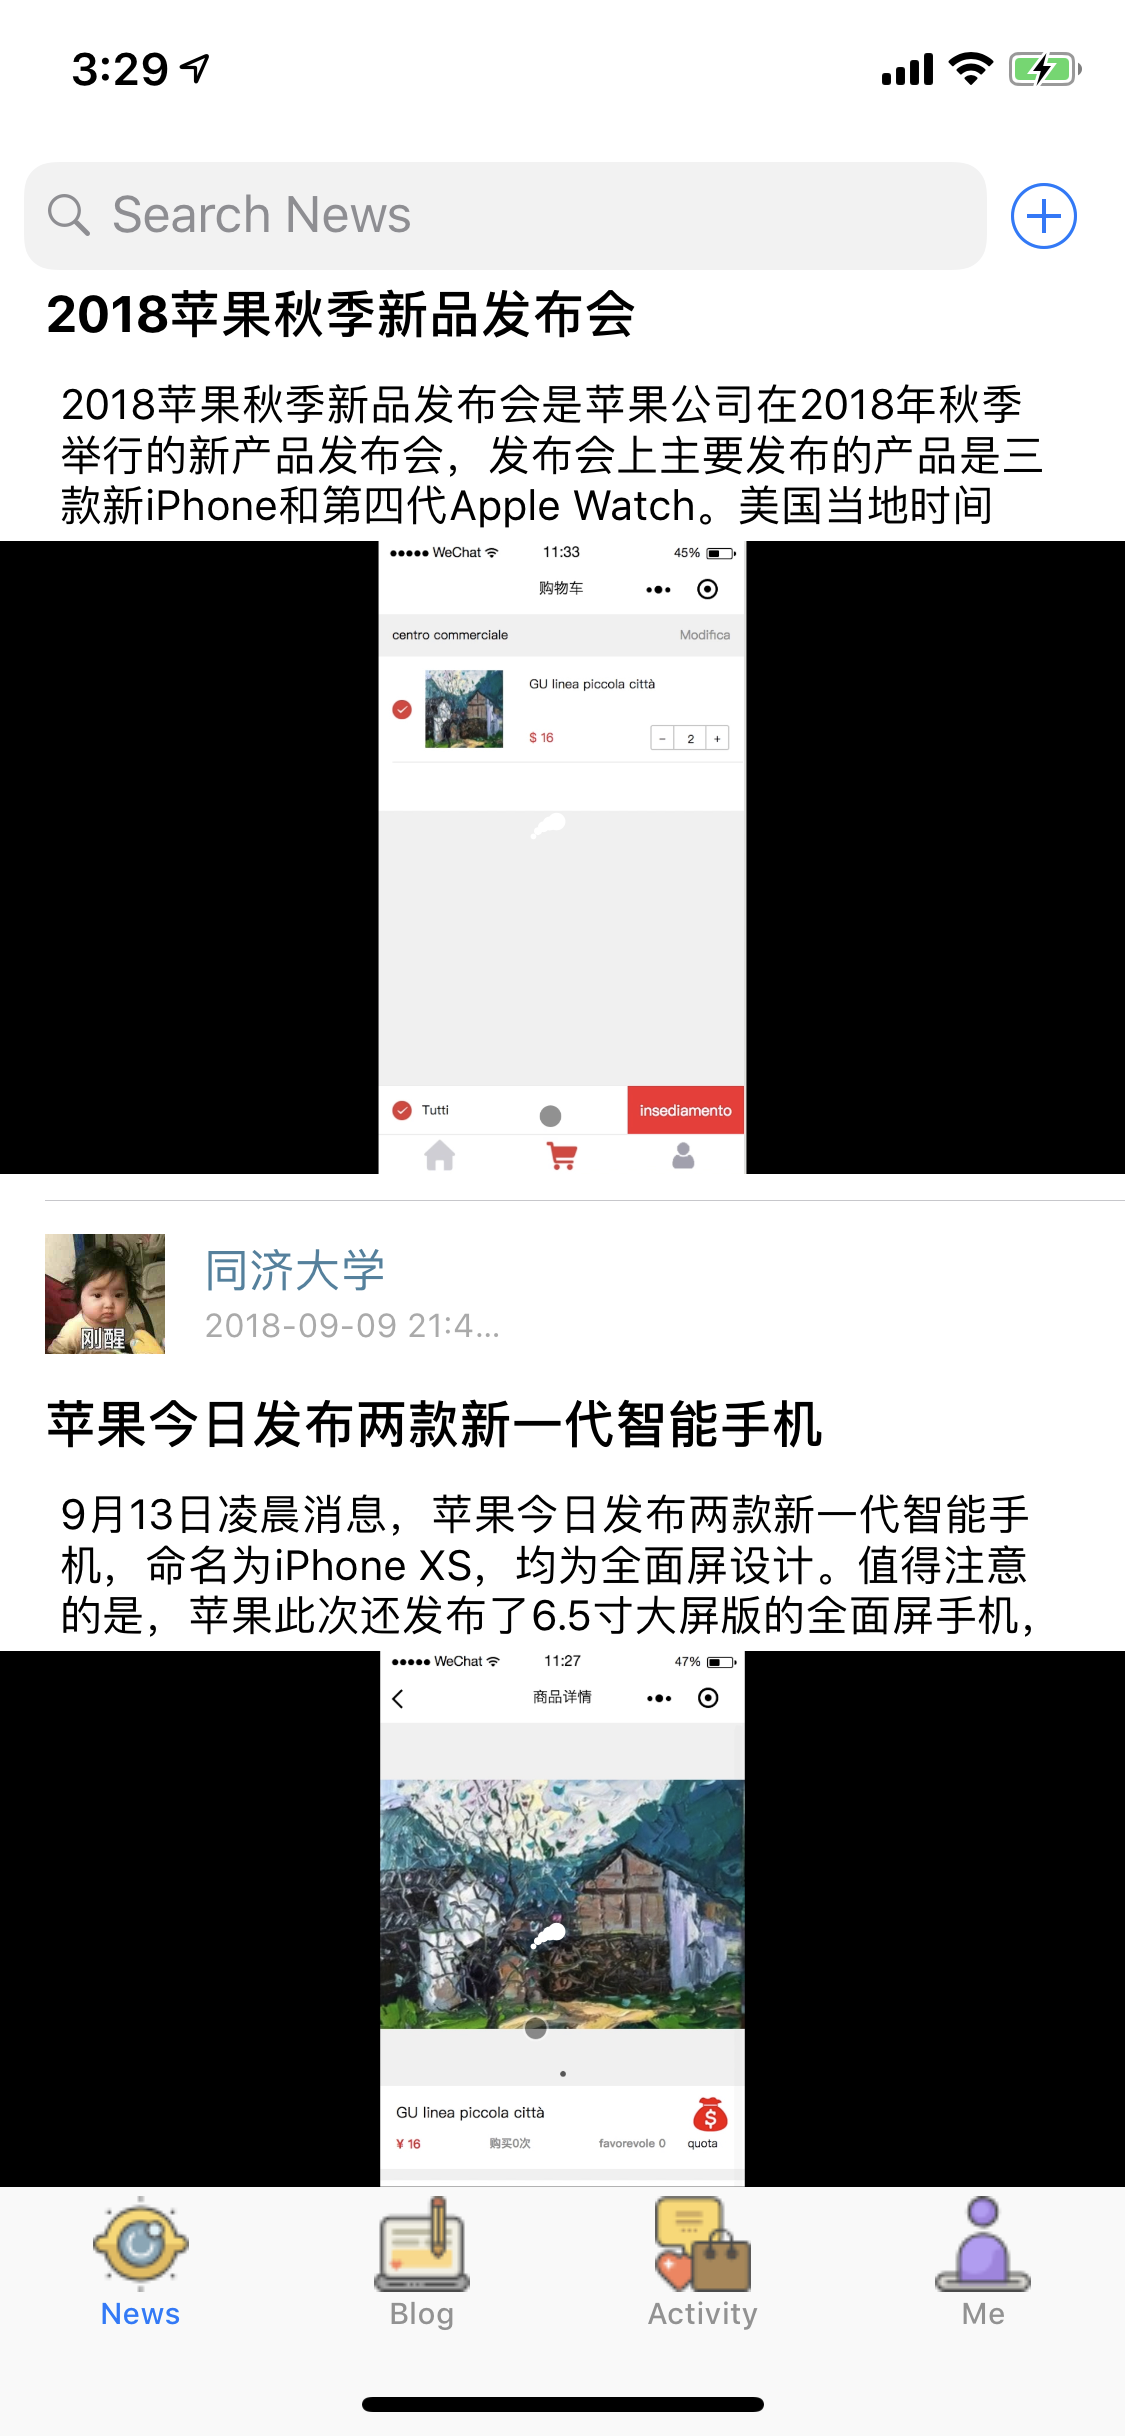 3:29
Search News
2018苹果秋季新品发布会
2018苹果秋季新品发布会是苹果公司在2018年秋季
举行的新产品发布会，发布会上主要发布的产品是三
款新iPhone和第四代Apple Watch。美国当地时间
WeChat 11:33 45%
购物车
centro commerciale Modifica
GU linea piccola città
$ 16 - 2 +
Tutti insediamento
同济大学
刚醒
2018-09-09 21:4...
苹果今日发布两款新一代智能手机
9月13日凌晨消息，苹果今日发布两款新一代智能手
机，命名为iPhone XS，均为全面屏设计。值得注意
的是，苹果此次还发布了6.5寸大屏版的全面屏手机，
WeChat 11:27 47%
商品详情
GU linea piccola città
¥ 16 购买0次 favorevole 0 quota
News Blog Activity Me